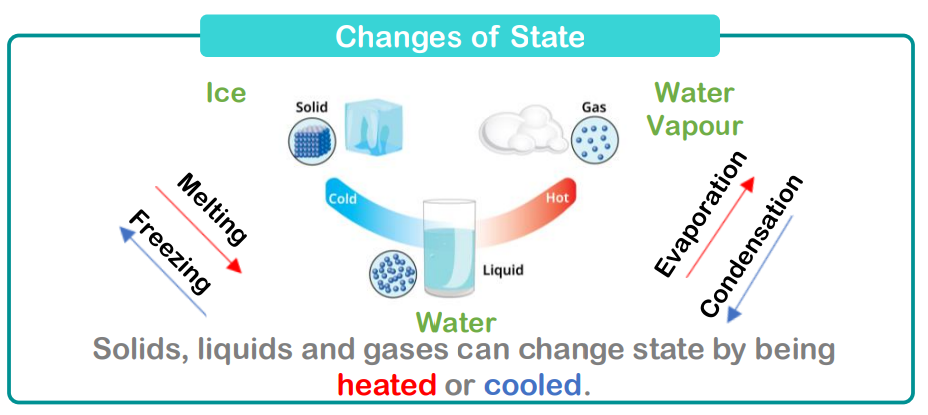 Changes of State
Ice
Solid
Gas
Water
Vapour
Melting
Freezing
Cold
Hot
Evaporation
Condensation
Liquid
Water
Solids, liquids and gases can change state by being
heated or cooled.